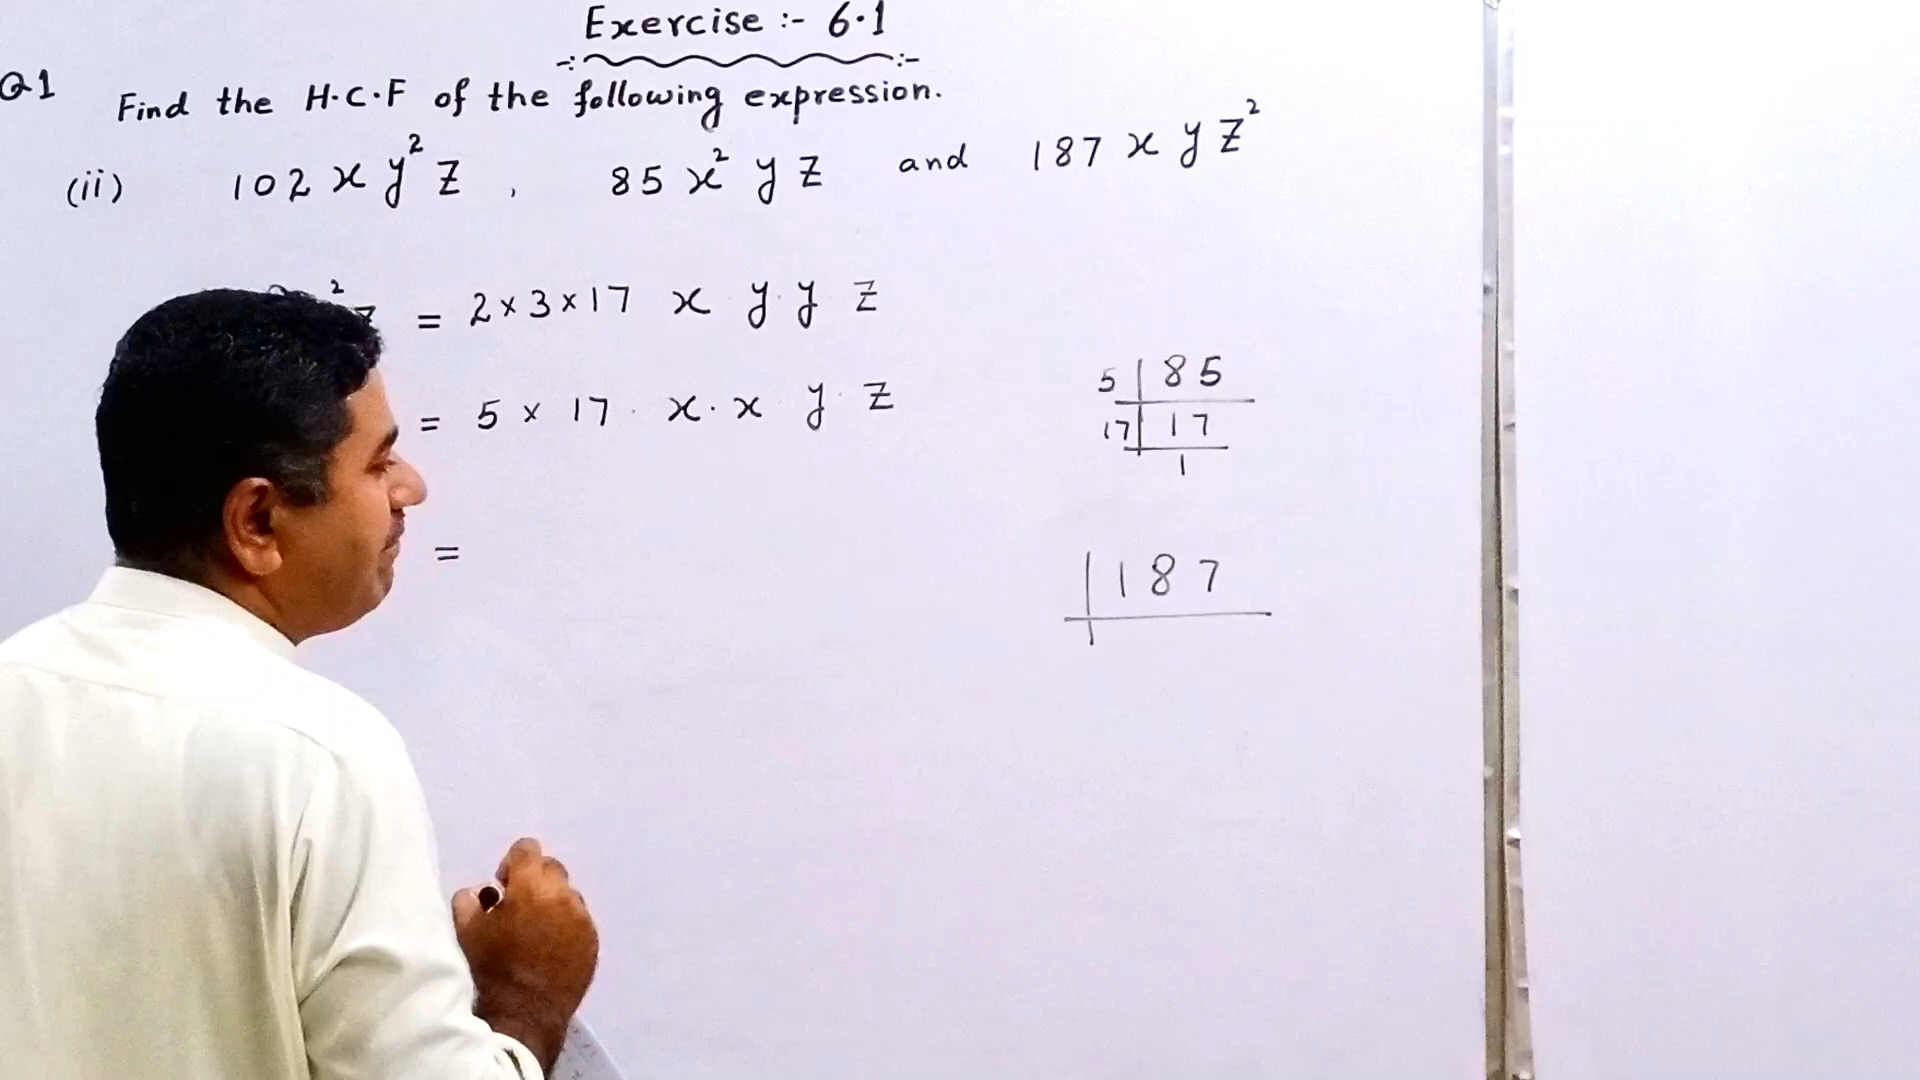 Exercise :- 6.1
Q1 Find the H.C.F of the following expression.
(ii) 102 x y² z , 85 x² y z and 187 x y z²
² z = 2 × 3 × 17 x y y z
= 5 × 17 x . x y z
=
5 | 85
17 | 17
1
187